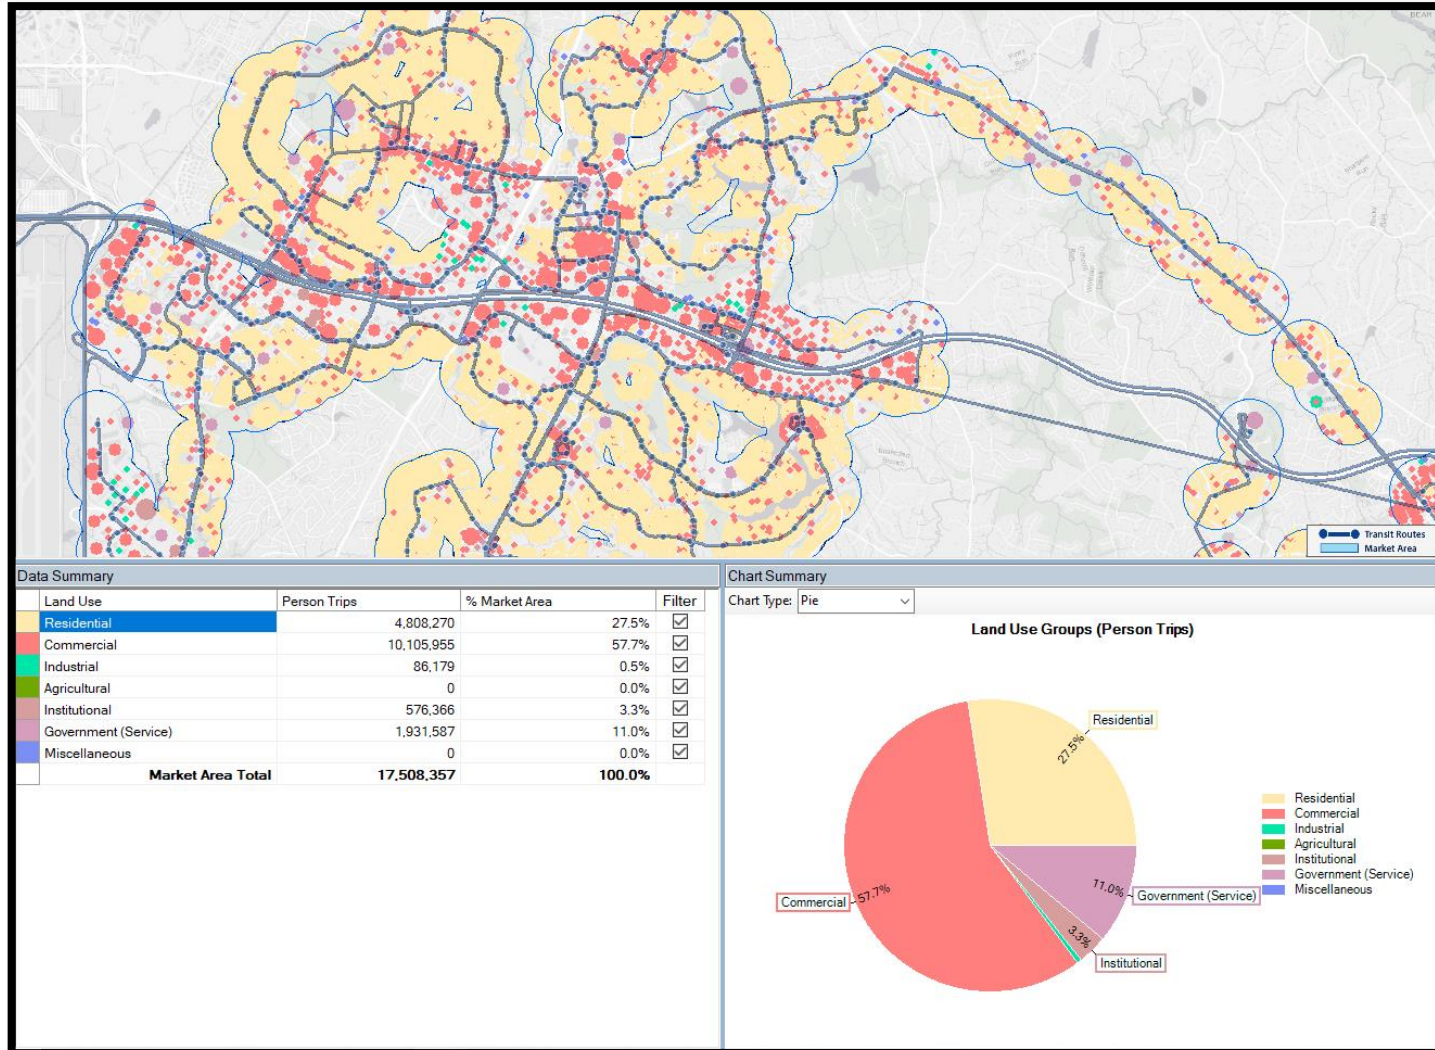 BEAR
Transit Routes
Market Area
Data Summary
Land Use Person Trips % Market Area Filter
Residential 4,808,270 27.5%
Commercial 10,105,955 57.7%
Industrial 86,179 0.5%
Agricultural 0 0.0%
Institutional 576,366 3.3%
Government (Service) 1,931,587 11.0%
Miscellaneous 0 0.0%
Market Area Total 17,508,357 100.0%
Chart Summary
Chart Type: Pie
Land Use Groups (Person Trips)
Residential
27.5%
Commercial
57.7%
11.0%
Government (Service)
3.3%
Institutional
Residential
Commercial
Industrial
Agricultural
Institutional
Government (Service)
Miscellaneous